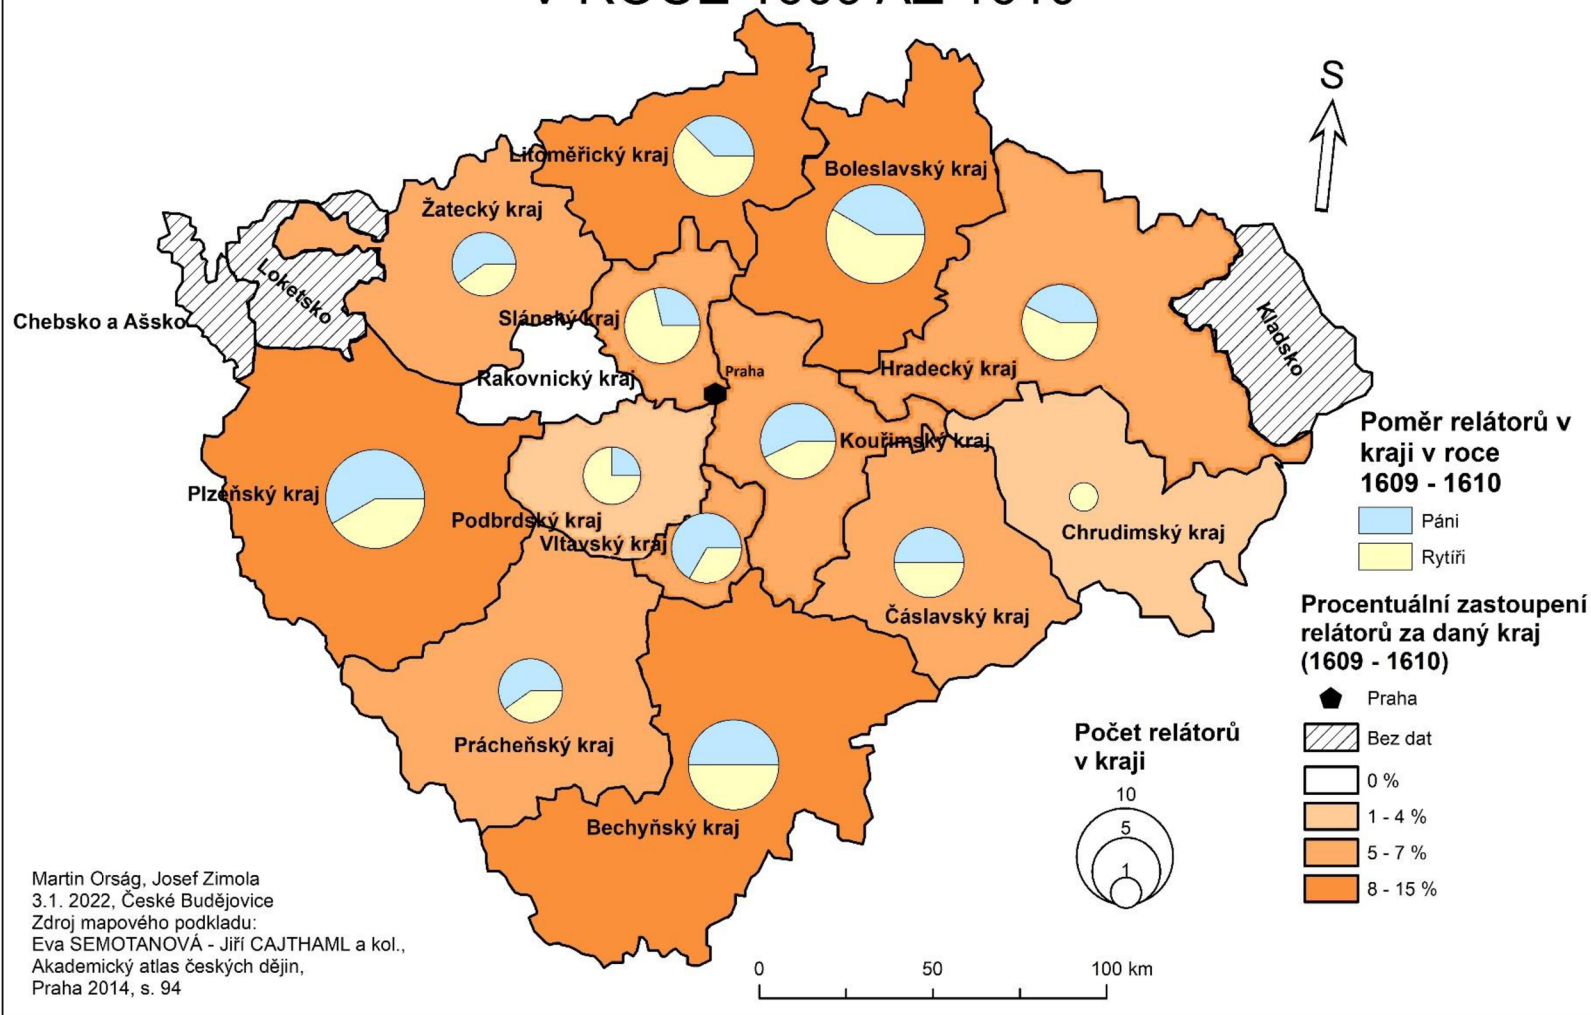 Litoměřický kraj
Boleslavský kraj
Žatecký kraj
Loketsko
Chebsko a Ašsko
Slánský kraj
Rakovnický kraj
Praha
Hradecký kraj
Kladsko
Kouřimský kraj
Plzeňský kraj
Podbrdský kraj
Vltavský kraj
Chrudimský kraj
Čáslavský kraj
Prácheňský kraj
Bechyňský kraj
S
Poměr relátorů v
kraji v roce
1609 - 1610
Páni
Rytíři
Procentuální zastoupení
relátorů za daný kraj
(1609 - 1610)
Praha
Bez dat
0 %
1 - 4 %
5 - 7 %
8 - 15 %
Počet relátorů
v kraji
10
5
1
Martin Orság, Josef Zimola
3.1. 2022, České Budějovice
Zdroj mapového podkladu:
Eva SEMOTANOVÁ - Jiří CAJTHAML a kol.,
Akademický atlas českých dějin,
Praha 2014, s. 94
0 50 100 km